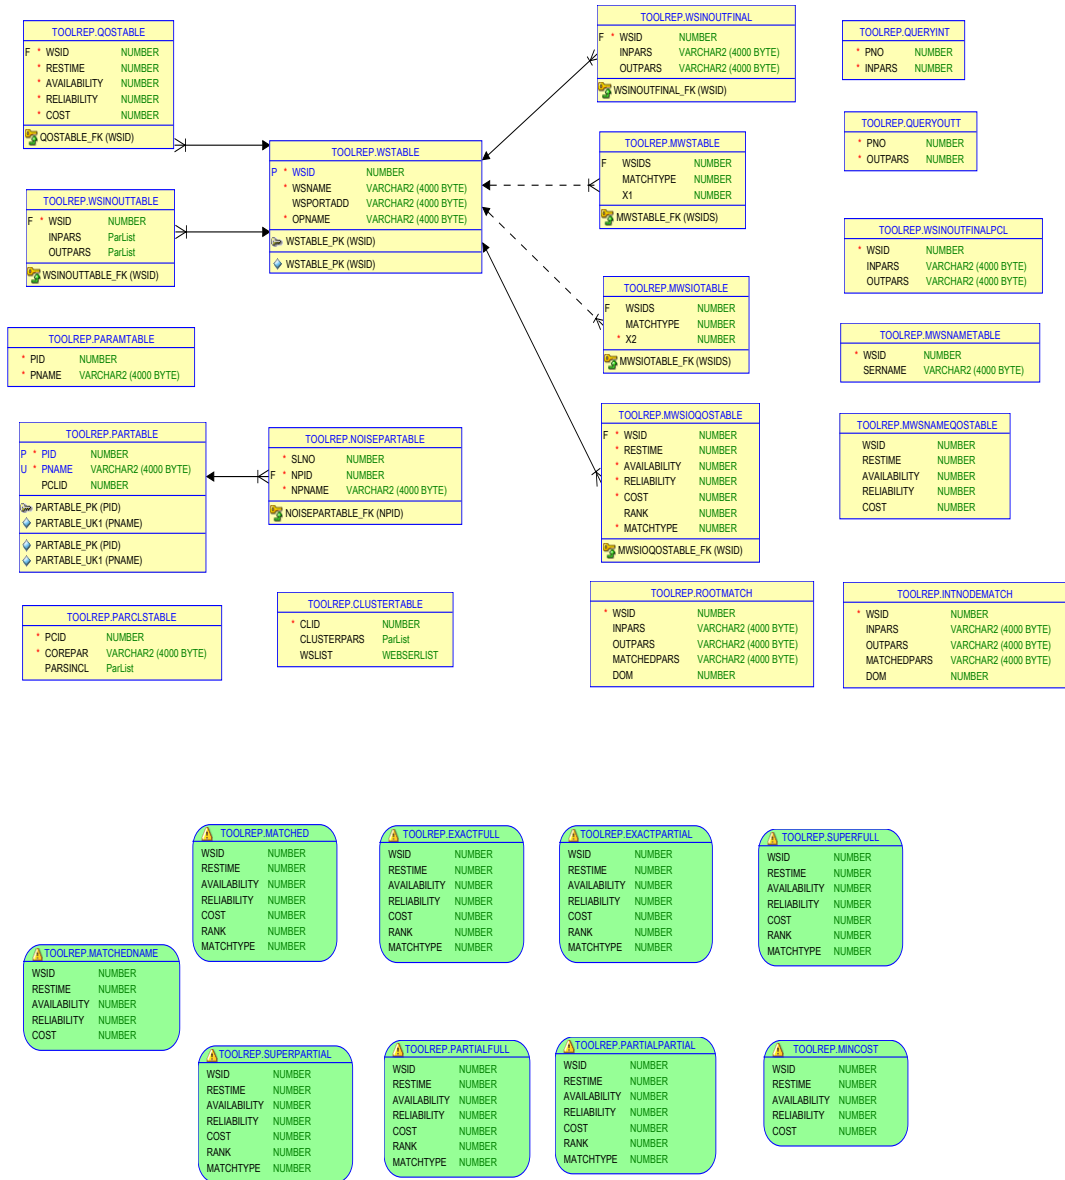 TOOLREP.QOSTABLE
F * WSID NUMBER
* RESTIME NUMBER
* AVAILABILITY NUMBER
* RELIABILITY NUMBER
* COST NUMBER
QOSTABLE_FK (WSID)
TOOLREP.WSINOUTTABLE
F * WSID NUMBER
INPARS ParList
OUTPARS ParList
WSINOUTTABLE_FK (WSID)
TOOLREP.WSTABLE
P * WSID NUMBER
* WSNAME VARCHAR2 (4000 BYTE)
WSPORTADD VARCHAR2 (4000 BYTE)
* OPNAME VARCHAR2 (4000 BYTE)
WSTABLE_PK (WSID)
WSTABLE_PK (WSID)
TOOLREP.WSINOUTFINAL
F * WSID NUMBER
INPARS VARCHAR2 (4000 BYTE)
OUTPARS VARCHAR2 (4000 BYTE)
WSINOUTFINAL_FK (WSID)
TOOLREP.MWSTABLE
F WSIDS NUMBER
MATCHTYPE NUMBER
X1 NUMBER
MWSTABLE_FK (WSIDS)
TOOLREP.MWSIOTABLE
F WSIDS NUMBER
MATCHTYPE NUMBER
* X2 NUMBER
MWSIOTABLE_FK (WSIDS)
TOOLREP.MWSIOQOSTABLE
F * WSID NUMBER
* RESTIME NUMBER
* AVAILABILITY NUMBER
* RELIABILITY NUMBER
* COST NUMBER
RANK NUMBER
* MATCHTYPE NUMBER
MWSIOQOSTABLE_FK (WSID)
TOOLREP.QUERYINT
* PNO NUMBER
* INPARS NUMBER
TOOLREP.QUERYOUTT
* PNO NUMBER
* OUTPARS NUMBER
TOOLREP.WSINOUTFINALPCL
* WSID NUMBER
INPARS VARCHAR2 (4000 BYTE)
OUTPARS VARCHAR2 (4000 BYTE)
TOOLREP.MWSNAMETABLE
* WSID NUMBER
SERNAME VARCHAR2 (4000 BYTE)
TOOLREP.MWSNAMEQOSTABLE
WSID NUMBER
RESTIME NUMBER
AVAILABILITY NUMBER
RELIABILITY NUMBER
COST NUMBER
TOOLREP.PARAMTABLE
* PID NUMBER
* PNAME VARCHAR2 (4000 BYTE)
TOOLREP.PARTABLE
P * PID NUMBER
U * PNAME VARCHAR2 (4000 BYTE)
PCLID NUMBER
PARTABLE_PK (PID)
PARTABLE_UK1 (PNAME)
PARTABLE_PK (PID)
PARTABLE_UK1 (PNAME)
TOOLREP.NOISEPARTABLE
* SLNO NUMBER
F * NPID NUMBER
* NPNAME VARCHAR2 (4000 BYTE)
NOISEPARTABLE_FK (NPID)
TOOLREP.PARCLSTABLE
* PCID NUMBER
* COREPAR VARCHAR2 (4000 BYTE)
PARSINCL ParList
TOOLREP.CLUSTERTABLE
* CLID NUMBER
CLUSTERPARS ParList
WSLIST WEBSERLIST
TOOLREP.ROOTMATCH
* WSID NUMBER
INPARS VARCHAR2 (4000 BYTE)
OUTPARS VARCHAR2 (4000 BYTE)
MATCHEDPARS VARCHAR2 (4000 BYTE)
DOM NUMBER
TOOLREP.INTNODEMATCH
* WSID NUMBER
INPARS VARCHAR2 (4000 BYTE)
OUTPARS VARCHAR2 (4000 BYTE)
MATCHEDPARS VARCHAR2 (4000 BYTE)
DOM NUMBER
TOOLREP.MATCHED
WSID NUMBER
RESTIME NUMBER
AVAILABILITY NUMBER
RELIABILITY NUMBER
COST NUMBER
RANK NUMBER
MATCHTYPE NUMBER
TOOLREP.EXACTFULL
WSID NUMBER
RESTIME NUMBER
AVAILABILITY NUMBER
RELIABILITY NUMBER
COST NUMBER
RANK NUMBER
MATCHTYPE NUMBER
TOOLREP.EXACTPARTIAL
WSID NUMBER
RESTIME NUMBER
AVAILABILITY NUMBER
RELIABILITY NUMBER
COST NUMBER
RANK NUMBER
MATCHTYPE NUMBER
TOOLREP.SUPERFULL
WSID NUMBER
RESTIME NUMBER
AVAILABILITY NUMBER
RELIABILITY NUMBER
COST NUMBER
RANK NUMBER
MATCHTYPE NUMBER
TOOLREP.MATCHEDNAME
WSID NUMBER
RESTIME NUMBER
AVAILABILITY NUMBER
RELIABILITY NUMBER
COST NUMBER
TOOLREP.SUPERPARTIAL
WSID NUMBER
RESTIME NUMBER
AVAILABILITY NUMBER
RELIABILITY NUMBER
COST NUMBER
RANK NUMBER
MATCHTYPE NUMBER
TOOLREP.PARTIALFULL
WSID NUMBER
RESTIME NUMBER
AVAILABILITY NUMBER
RELIABILITY NUMBER
COST NUMBER
RANK NUMBER
MATCHTYPE NUMBER
TOOLREP.PARTIALPARTIAL
WSID NUMBER
RESTIME NUMBER
AVAILABILITY NUMBER
RELIABILITY NUMBER
COST NUMBER
RANK NUMBER
MATCHTYPE NUMBER
TOOLREP.MINCOST
WSID NUMBER
RESTIME NUMBER
AVAILABILITY NUMBER
RELIABILITY NUMBER
COST NUMBER